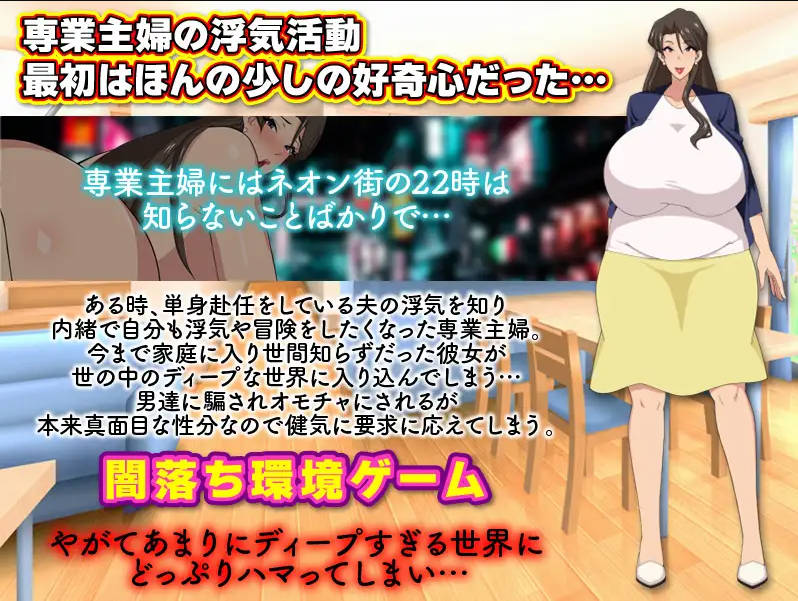 専業主婦の浮気活動
最初はほんの少しの好奇心だった…
専業主婦にはネオン街の22時は
知らないことばかりで…
ある時、単身赴任をしている夫の浮気を知り
内緒で自分も浮気や冒険をしたくなった専業主婦。
今まで家庭に入り世間知らずだった彼女が
世の中のディープな世界に入り込んでしまう…
男達に騙されオモチャにされるが
本来真面目な性分なので健気に要求に応えてしまう。
闇落ち環境ゲーム
やがてあまりにディープすぎる世界に
どっぷりハマってしまい…